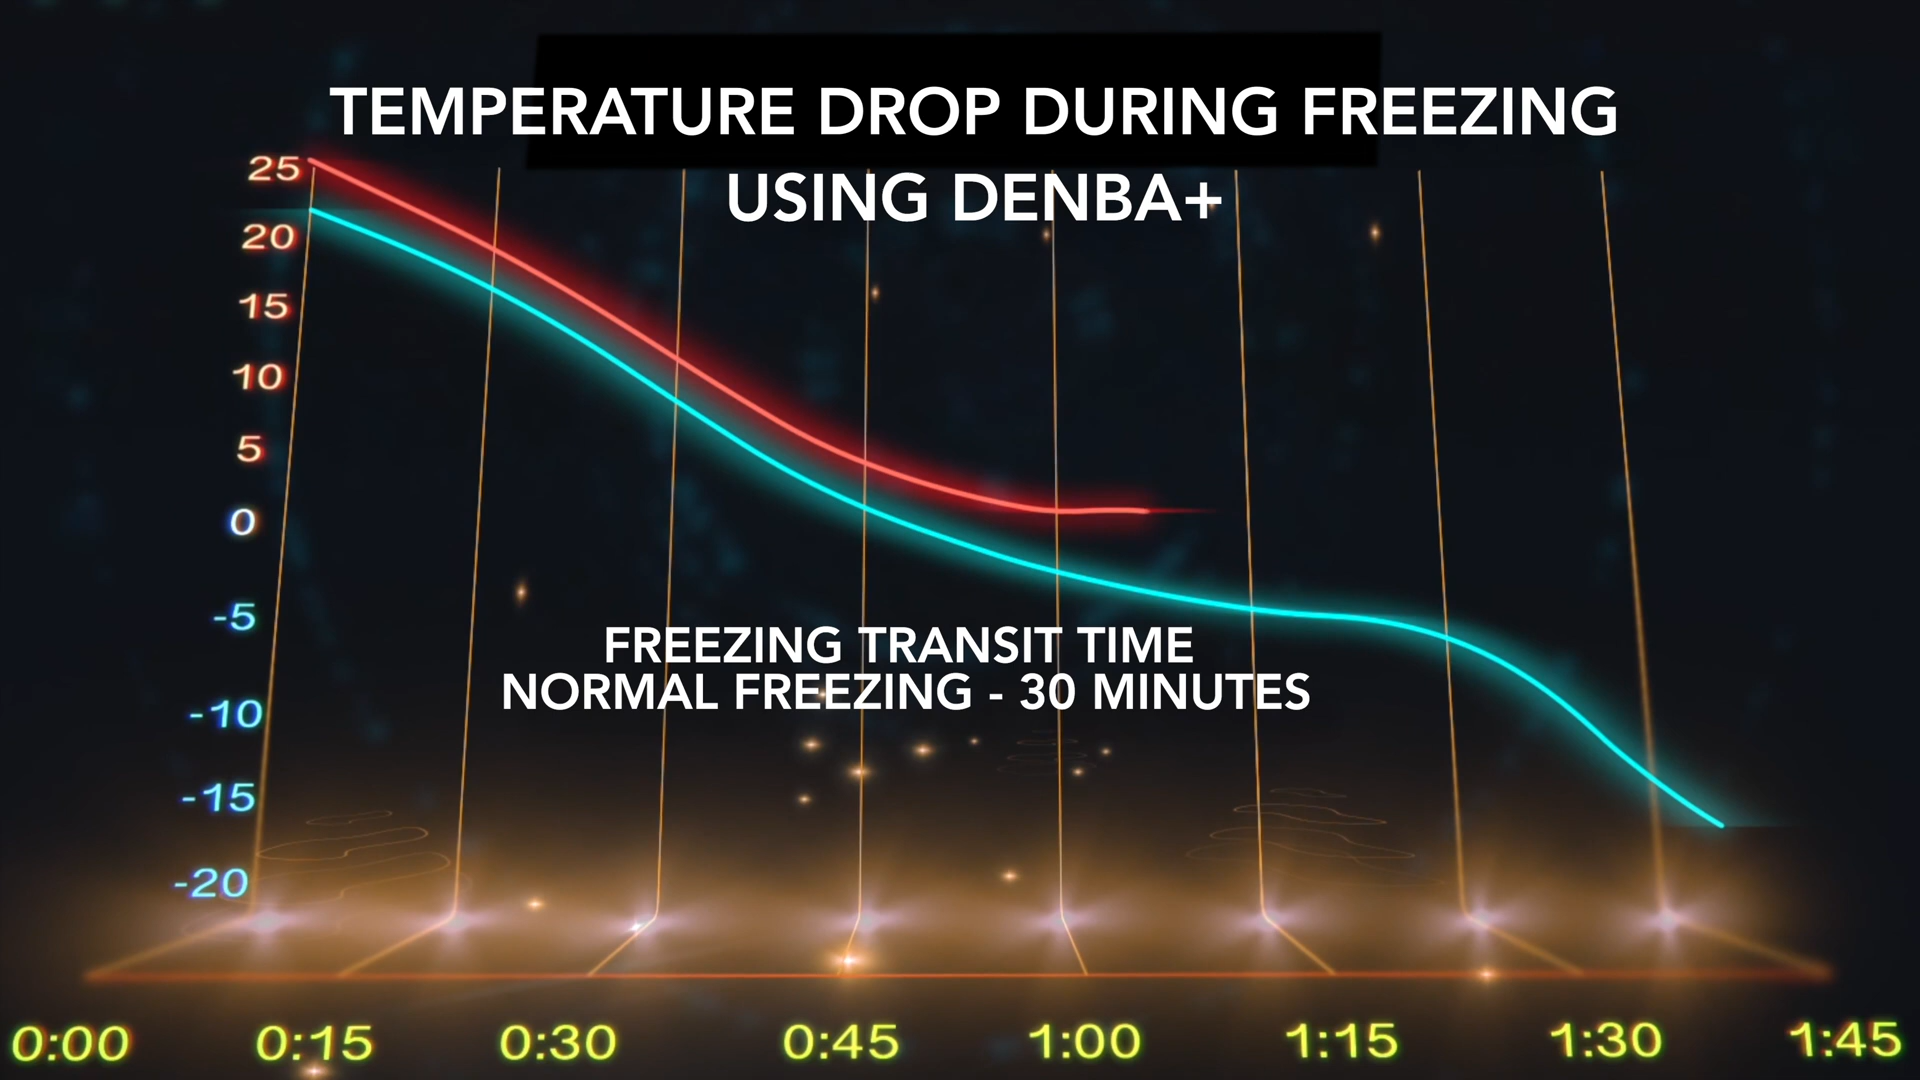 TEMPERATURE DROP DURING FREEZING
USING DENBA+
25
20
15
10
5
0
-5
FREEZING TRANSIT TIME
NORMAL FREEZING - 30 MINUTES
-10
-15
-20
0:00 0:15 0:30 0:45 1:00 1:15 1:30 1:45